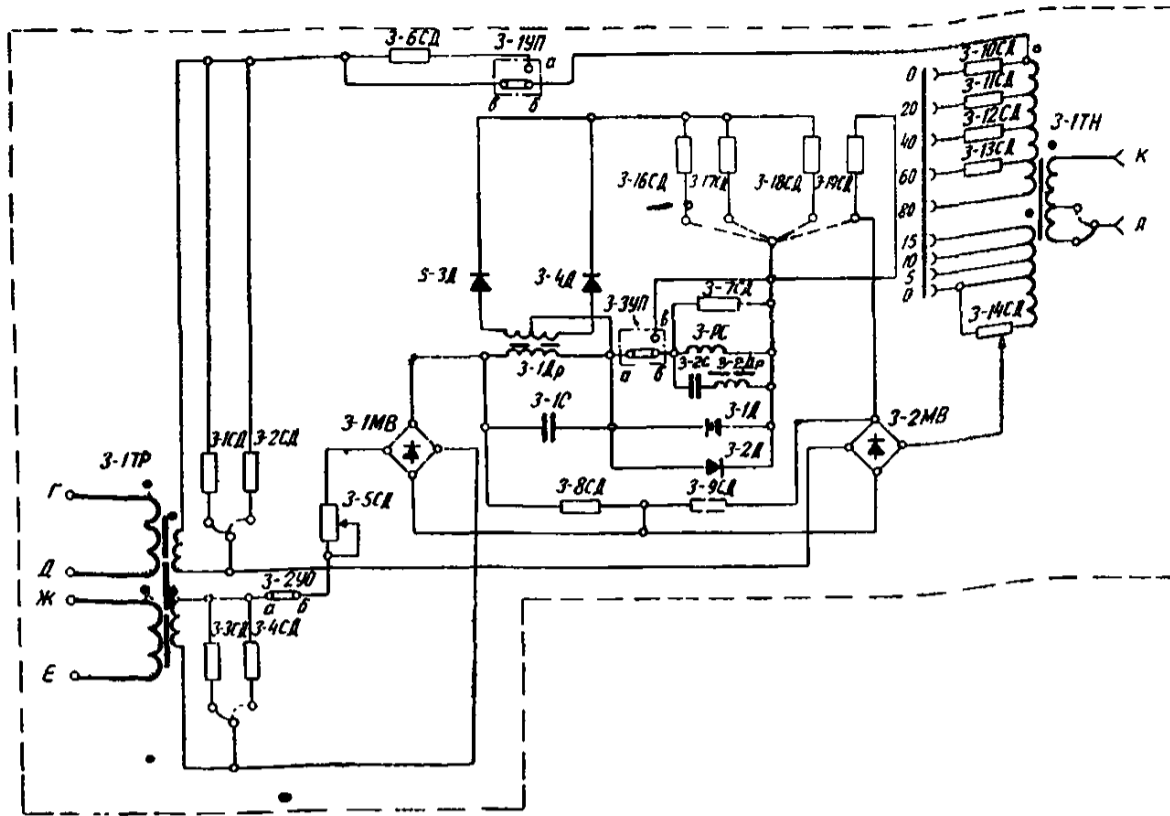 3-6СД
3-1УП
а
в
б
3-10СД
3-11СД
3-12СД
3-13СД
3-1ТН
0
20
40
60
80
15
10
5
0
К
Л
3-14СД
3-16СД
3-17СД
3-18СД
3-19СД
S-3Д
3-4Д
3-3УП
в
а
б
3-7СД
3-РС
3-2С
3-2Др
3-1Др
3-1С
3-1Д
3-2Д
3-1МВ
3-2МВ
3-8СД
3-9СД
3-1ТР
3-1СД
3-2СД
3-5СД
Г
Д
Ж
Е
3-2УП
а
б
3-3СД
3-4СД